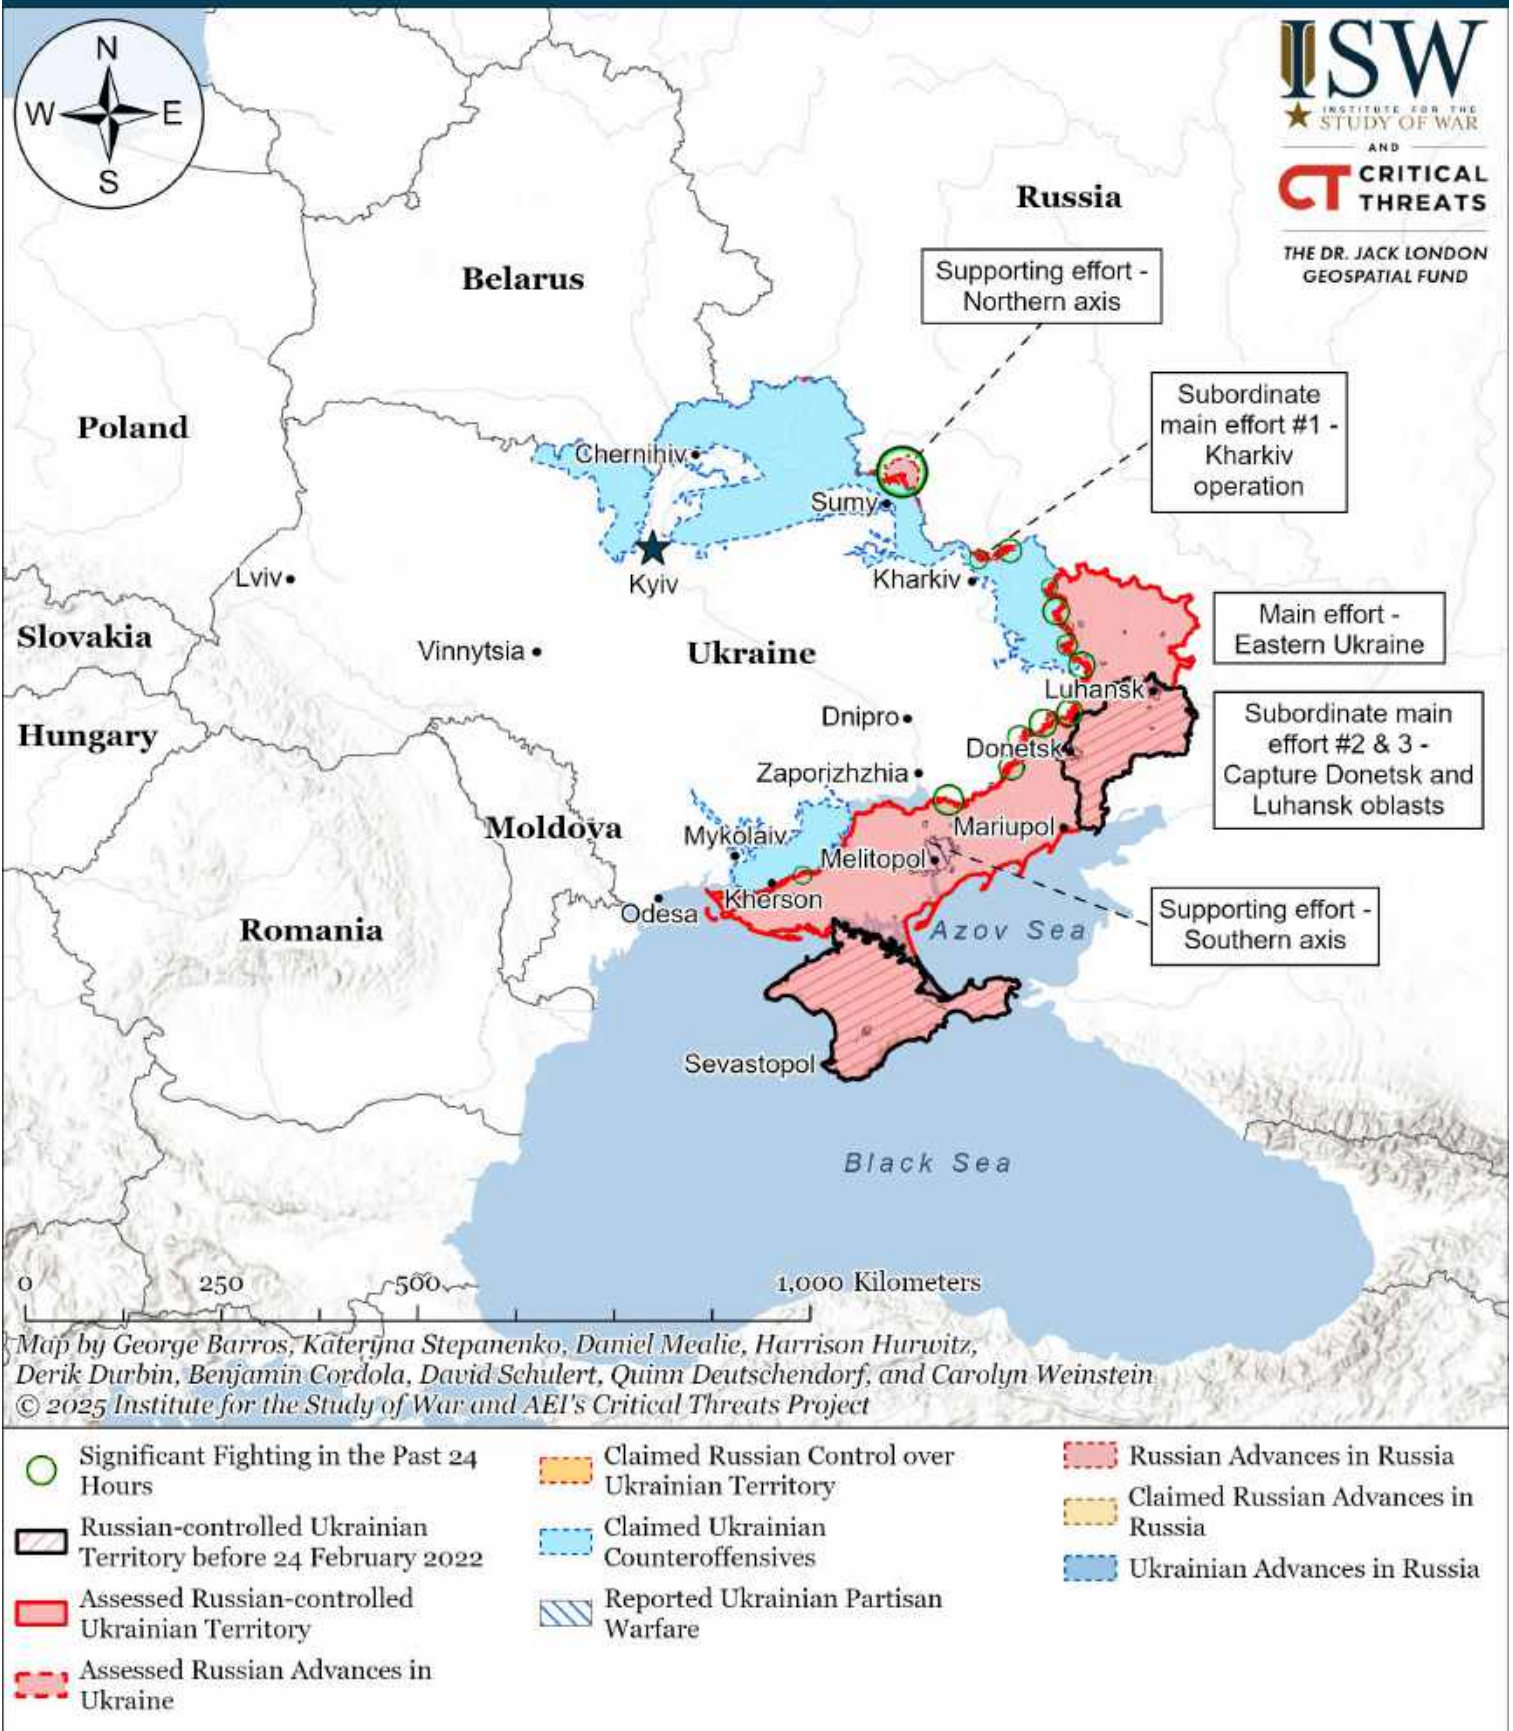 N
W
E
S
ISW
INSTITUTE FOR THE
STUDY OF WAR
AND
CT CRITICAL
THREATS
THE DR. JACK LONDON
GEOSPATIAL FUND
Russia
Belarus
Supporting effort -
Northern axis
Subordinate
main effort #1 -
Kharkiv
operation
Poland
Chernihiv
Sumy
Lviv
Kyiv
Kharkiv
Slovakia
Main effort -
Eastern Ukraine
Vinnytsia
Ukraine
Luhansk
Hungary
Dnipro
Subordinate main
effort #2 & 3 -
Capture Donetsk and
Luhansk oblasts
Donetsk
Zaporizhzhia
Moldova
Mykolaiv
Mariupol
Melitopol
Kherson
Odesa
Romania
Azov Sea
Supporting effort -
Southern axis
Sevastopol
Black Sea
0 250 500 1,000 Kilometers
Map by George Barros, Kateryna Stepanenko, Daniel Mealie, Harrison Hurwitz,
Derik Durbin, Benjamin Cordola, David Schulert, Quinn Deutschendorf, and Carolyn Weinstein
© 2025 Institute for the Study of War and AEI's Critical Threats Project
Significant Fighting in the Past 24
Hours
Russian-controlled Ukrainian
Territory before 24 February 2022
Assessed Russian-controlled
Ukrainian Territory
Assessed Russian Advances in
Ukraine
Claimed Russian Control over
Ukrainian Territory
Claimed Ukrainian
Counteroffensives
Reported Ukrainian Partisan
Warfare
Russian Advances in Russia
Claimed Russian Advances in
Russia
Ukrainian Advances in Russia